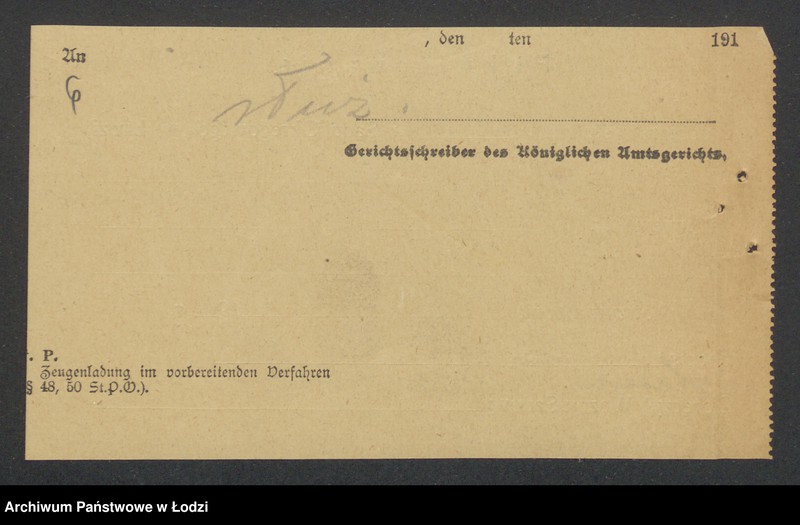 , den ten 191
An
Gerichtsschreiber des Königlichen Amtsgerichts,
. P.
Zeugenladung im vorbereitenden Verfahren
§ 48, 50 St.P.O.).
Archiwum Państwowe w Łodzi